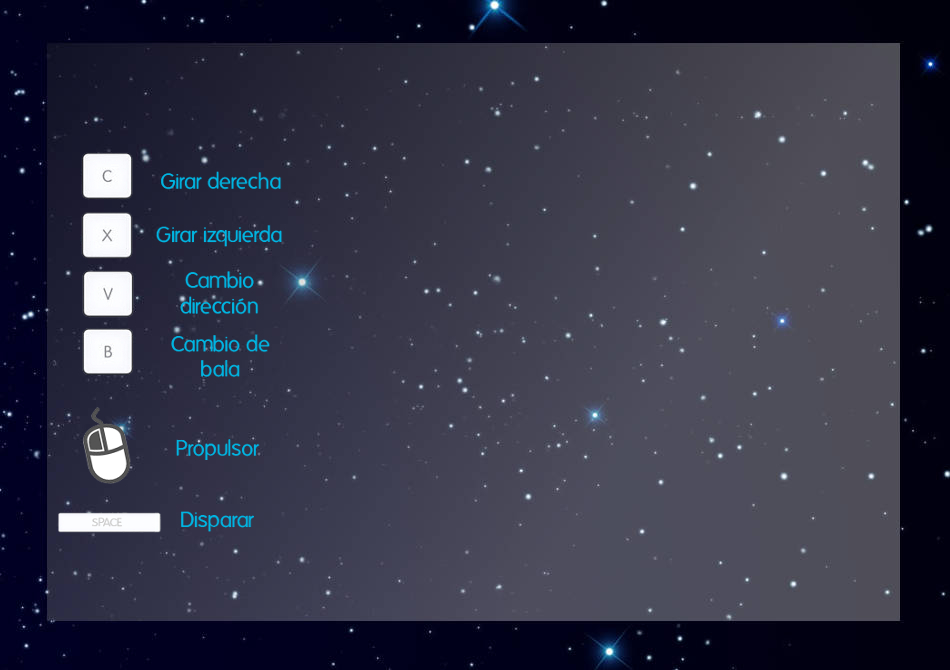 C
Girar derecha
X
Girar izquierda
V
Cambio
dirección
B
Cambio de
bala
Propulsor
SPACE
Disparar